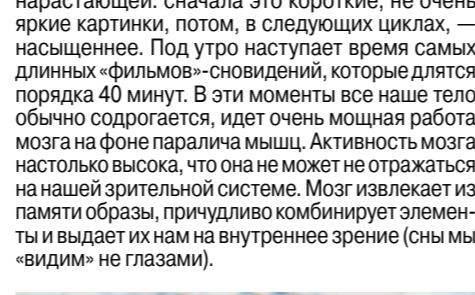 нарастающей: сначала это короткие, не очень
яркие картинки, потом, в следующих циклах, —
насыщеннее. Под утро наступает время самых
длинных «фильмов»-сновидений, которые длятся
порядка 40 минут. В эти моменты все наше тело
обычно содрогается, идет очень мощная работа
мозга на фоне паралича мышц. Активность мозга
настолько высока, что она не может не отражаться
на нашей зрительной системе. Мозг извлекает из
памяти образы, причудливо комбинирует элемен-
ты и выдает их нам на внутреннее зрение (сны мы
«видим» не глазами).